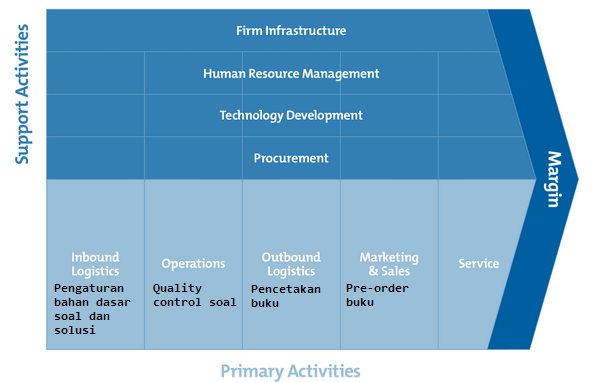 Support Activities
Firm Infrastructure
Human Resource Management
Technology Development
Procurement
Margin
Inbound
Logistics
Pengaturan
bahan dasar
soal dan
solusi
Operations
Quality
control soal
Outbound
Logistics
Pencetakan
buku
Marketing
& Sales
Pre-order
buku
Service
Primary Activities